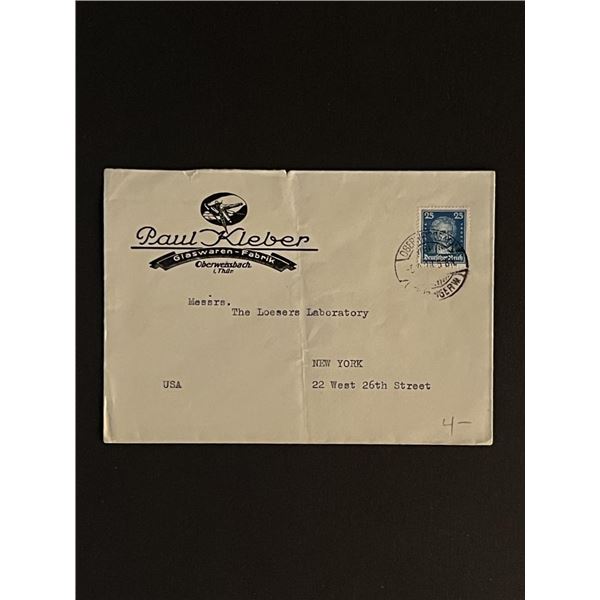 Paul Kleber
Glaswaren-Fabrik
Oberweissbach
i. Thür.
25 25
Deutsches Reich
Messrs.
The Loesers Laboratory
NEW YORK
USA 22 West 26th Street
4-